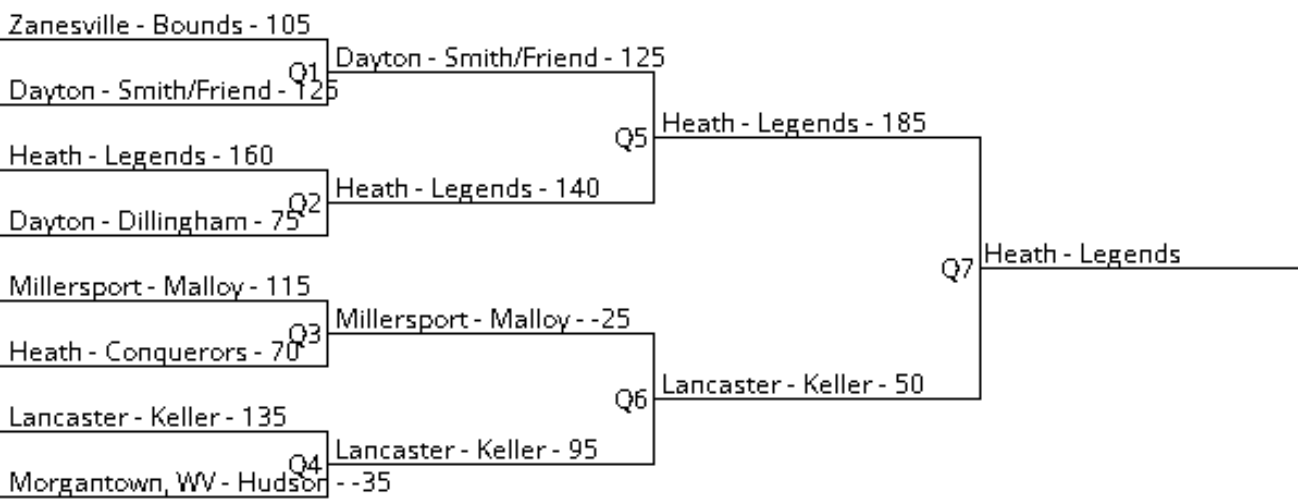 Zanesville - Bounds - 105
Q1
Dayton - Smith/Friend - 125
Dayton - Smith/Friend - 125
Heath - Legends - 160
Q2
Dayton - Dillingham - 75
Heath - Legends - 140
Q5
Heath - Legends - 185
Millersport - Malloy - 115
Q3
Heath - Conquerors - 70
Millersport - Malloy - -25
Lancaster - Keller - 135
Q4
Morgantown, WV - Hudson - -35
Lancaster - Keller - 95
Q6
Lancaster - Keller - 50
Q7
Heath - Legends